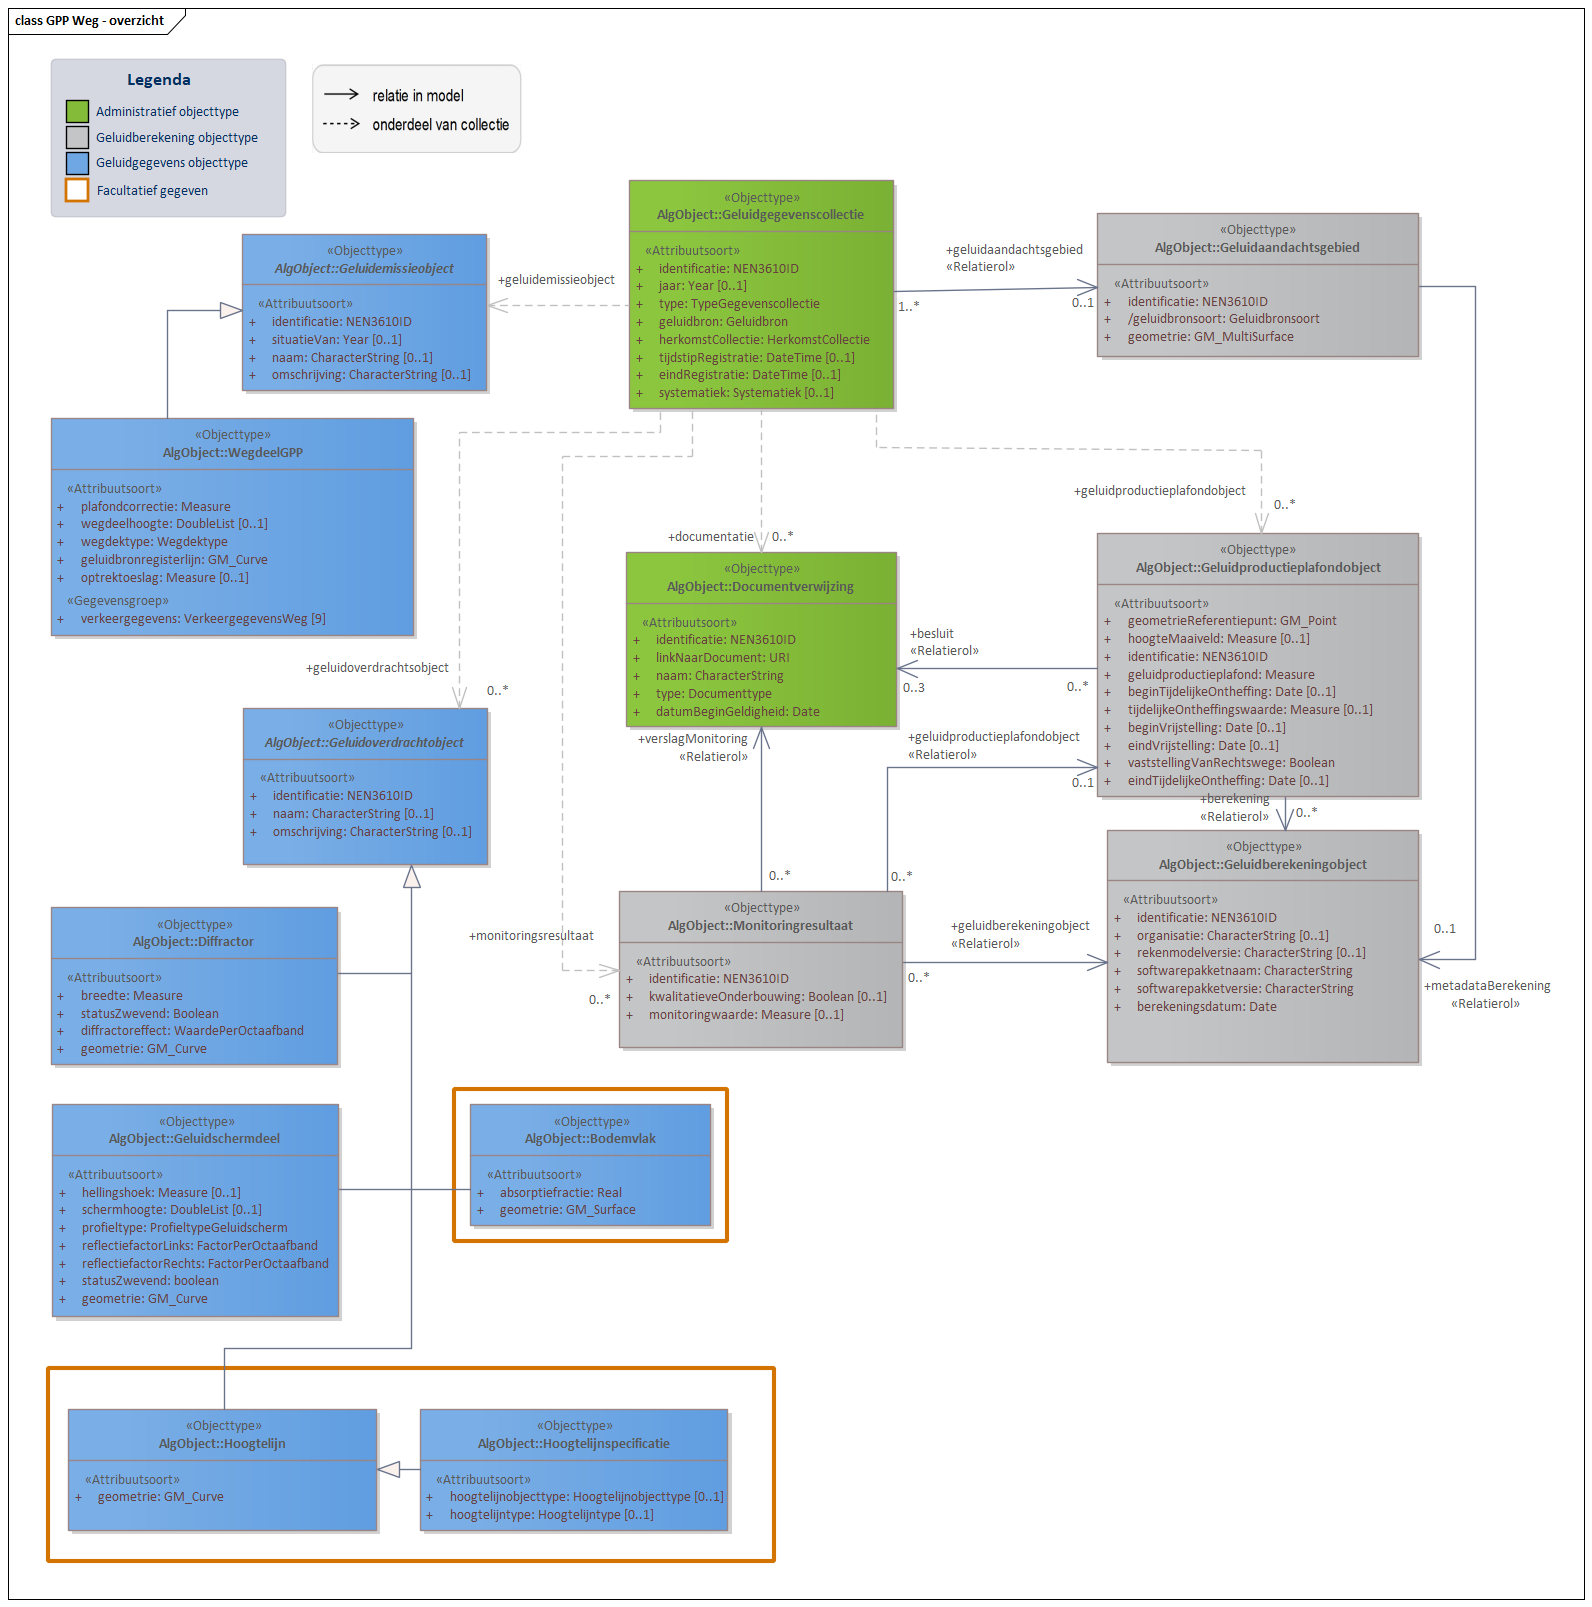 class GPP Weg - overzicht
Legenda
Administratief objecttype
Geluidberekening objecttype
Geluidgegevens objecttype
Facultatief gegeven
relatie in model
onderdeel van collectie
«Objecttype»
AlgObject::Geluidgegevenscollectie
«Attribuutsoort»
+ identificatie: NEN3610ID
+ jaar: Year [0..1]
+ type: TypeGegevenscollectie
+ geluidbron: Geluidbron
+ herkomstCollectie: HerkomstCollectie
+ tijdstipRegistratie: DateTime [0..1]
+ eindRegistratie: DateTime [0..1]
+ systematiek: Systematiek [0..1]
+geluidaandachtsgebied
«Relatierol»
1..*
0..1
«Objecttype»
AlgObject::Geluidaandachtsgebied
«Attribuutsoort»
+ identificatie: NEN3610ID
+ /geluidbronsoort: Geluidbronsoort
+ geometrie: GM_MultiSurface
«Objecttype»
AlgObject::Geluidemissieobject
«Attribuutsoort»
+ identificatie: NEN3610ID
+ situatieVan: Year [0..1]
+ naam: CharacterString [0..1]
+ omschrijving: CharacterString [0..1]
+geluidemissieobject
«Objecttype»
AlgObject::WegdeelGPP
«Attribuutsoort»
+ plafondcorrectie: Measure
+ wegdeelhoogte: DoubleList [0..1]
+ wegdektype: Wegdektype
+ geluidbronregisterlijn: GM_Curve
+ optrektoeslag: Measure [0..1]
«Gegevensgroep»
+ verkeergegevens: VerkeergegevensWeg [9]
+geluidoverdrachtsobject
0..*
+documentatie
0..*
+geluidproductieplafondobject
0..*
«Objecttype»
AlgObject::Documentverwijzing
«Attribuutsoort»
+ identificatie: NEN3610ID
+ linkNaarDocument: URI
+ naam: CharacterString
+ type: Documenttype
+ datumBeginGeldigheid: Date
+besluit
«Relatierol»
0..3
0..*
«Objecttype»
AlgObject::Geluidproductieplafondobject
«Attribuutsoort»
+ geometrieReferentiepunt: GM_Point
+ hoogteMaaiveld: Measure [0..1]
+ identificatie: NEN3610ID
+ geluidproductieplafond: Measure
+ beginTijdelijkeOntheffing: Date [0..1]
+ tijdelijkeOntheffingswaarde: Measure [0..1]
+ beginVrijstelling: Date [0..1]
+ eindVrijstelling: Date [0..1]
+ vaststellingVanRechtswege: Boolean
+ eindTijdelijkeOntheffing: Date [0..1]
«Objecttype»
AlgObject::Geluidoverdrachtobject
«Attribuutsoort»
+ identificatie: NEN3610ID
+ naam: CharacterString [0..1]
+ omschrijving: CharacterString [0..1]
+verslagMonitoring
«Relatierol»
0..*
+geluidproductieplafondobject
«Relatierol»
0..1
0..*
+berekening
«Relatierol»
0..*
«Objecttype»
AlgObject::Geluidberekeningobject
«Attribuutsoort»
+ identificatie: NEN3610ID
+ organisatie: CharacterString [0..1]
+ rekenmodelversie: CharacterString [0..1]
+ softwarepakketnaam: CharacterString
+ softwarepakketversie: CharacterString
+ berekeningsdatum: Date
0..1
+metadataBerekening
«Relatierol»
«Objecttype»
AlgObject::Monitoringresultaat
«Attribuutsoort»
+ identificatie: NEN3610ID
+ kwalitatieveOnderbouwing: Boolean [0..1]
+ monitoringwaarde: Measure [0..1]
+monitoringsresultaat
0..*
+geluidberekeningobject
«Relatierol»
0..*
«Objecttype»
AlgObject::Diffractor
«Attribuutsoort»
+ breedte: Measure
+ statusZwevend: Boolean
+ diffractoreffect: WaardePerOctaafband
+ geometrie: GM_Curve
«Objecttype»
AlgObject::Geluidschermdeel
«Attribuutsoort»
+ hellingshoek: Measure [0..1]
+ schermhoogte: DoubleList [0..1]
+ profieltype: ProfieltypeGeluidscherm
+ reflectiefactorLinks: FactorPerOctaafband
+ reflectiefactorRechts: FactorPerOctaafband
+ statusZwevend: boolean
+ geometrie: GM_Curve
«Objecttype»
AlgObject::Bodemvlak
«Attribuutsoort»
+ absorptiefractie: Real
+ geometrie: GM_Surface
«Objecttype»
AlgObject::Hoogtelijn
«Attribuutsoort»
+ geometrie: GM_Curve
«Objecttype»
AlgObject::Hoogtelijnspecificatie
«Attribuutsoort»
+ hoogtelijnobjecttype: Hoogtelijnobjecttype [0..1]
+ hoogtelijntype: Hoogtelijntype [0..1]